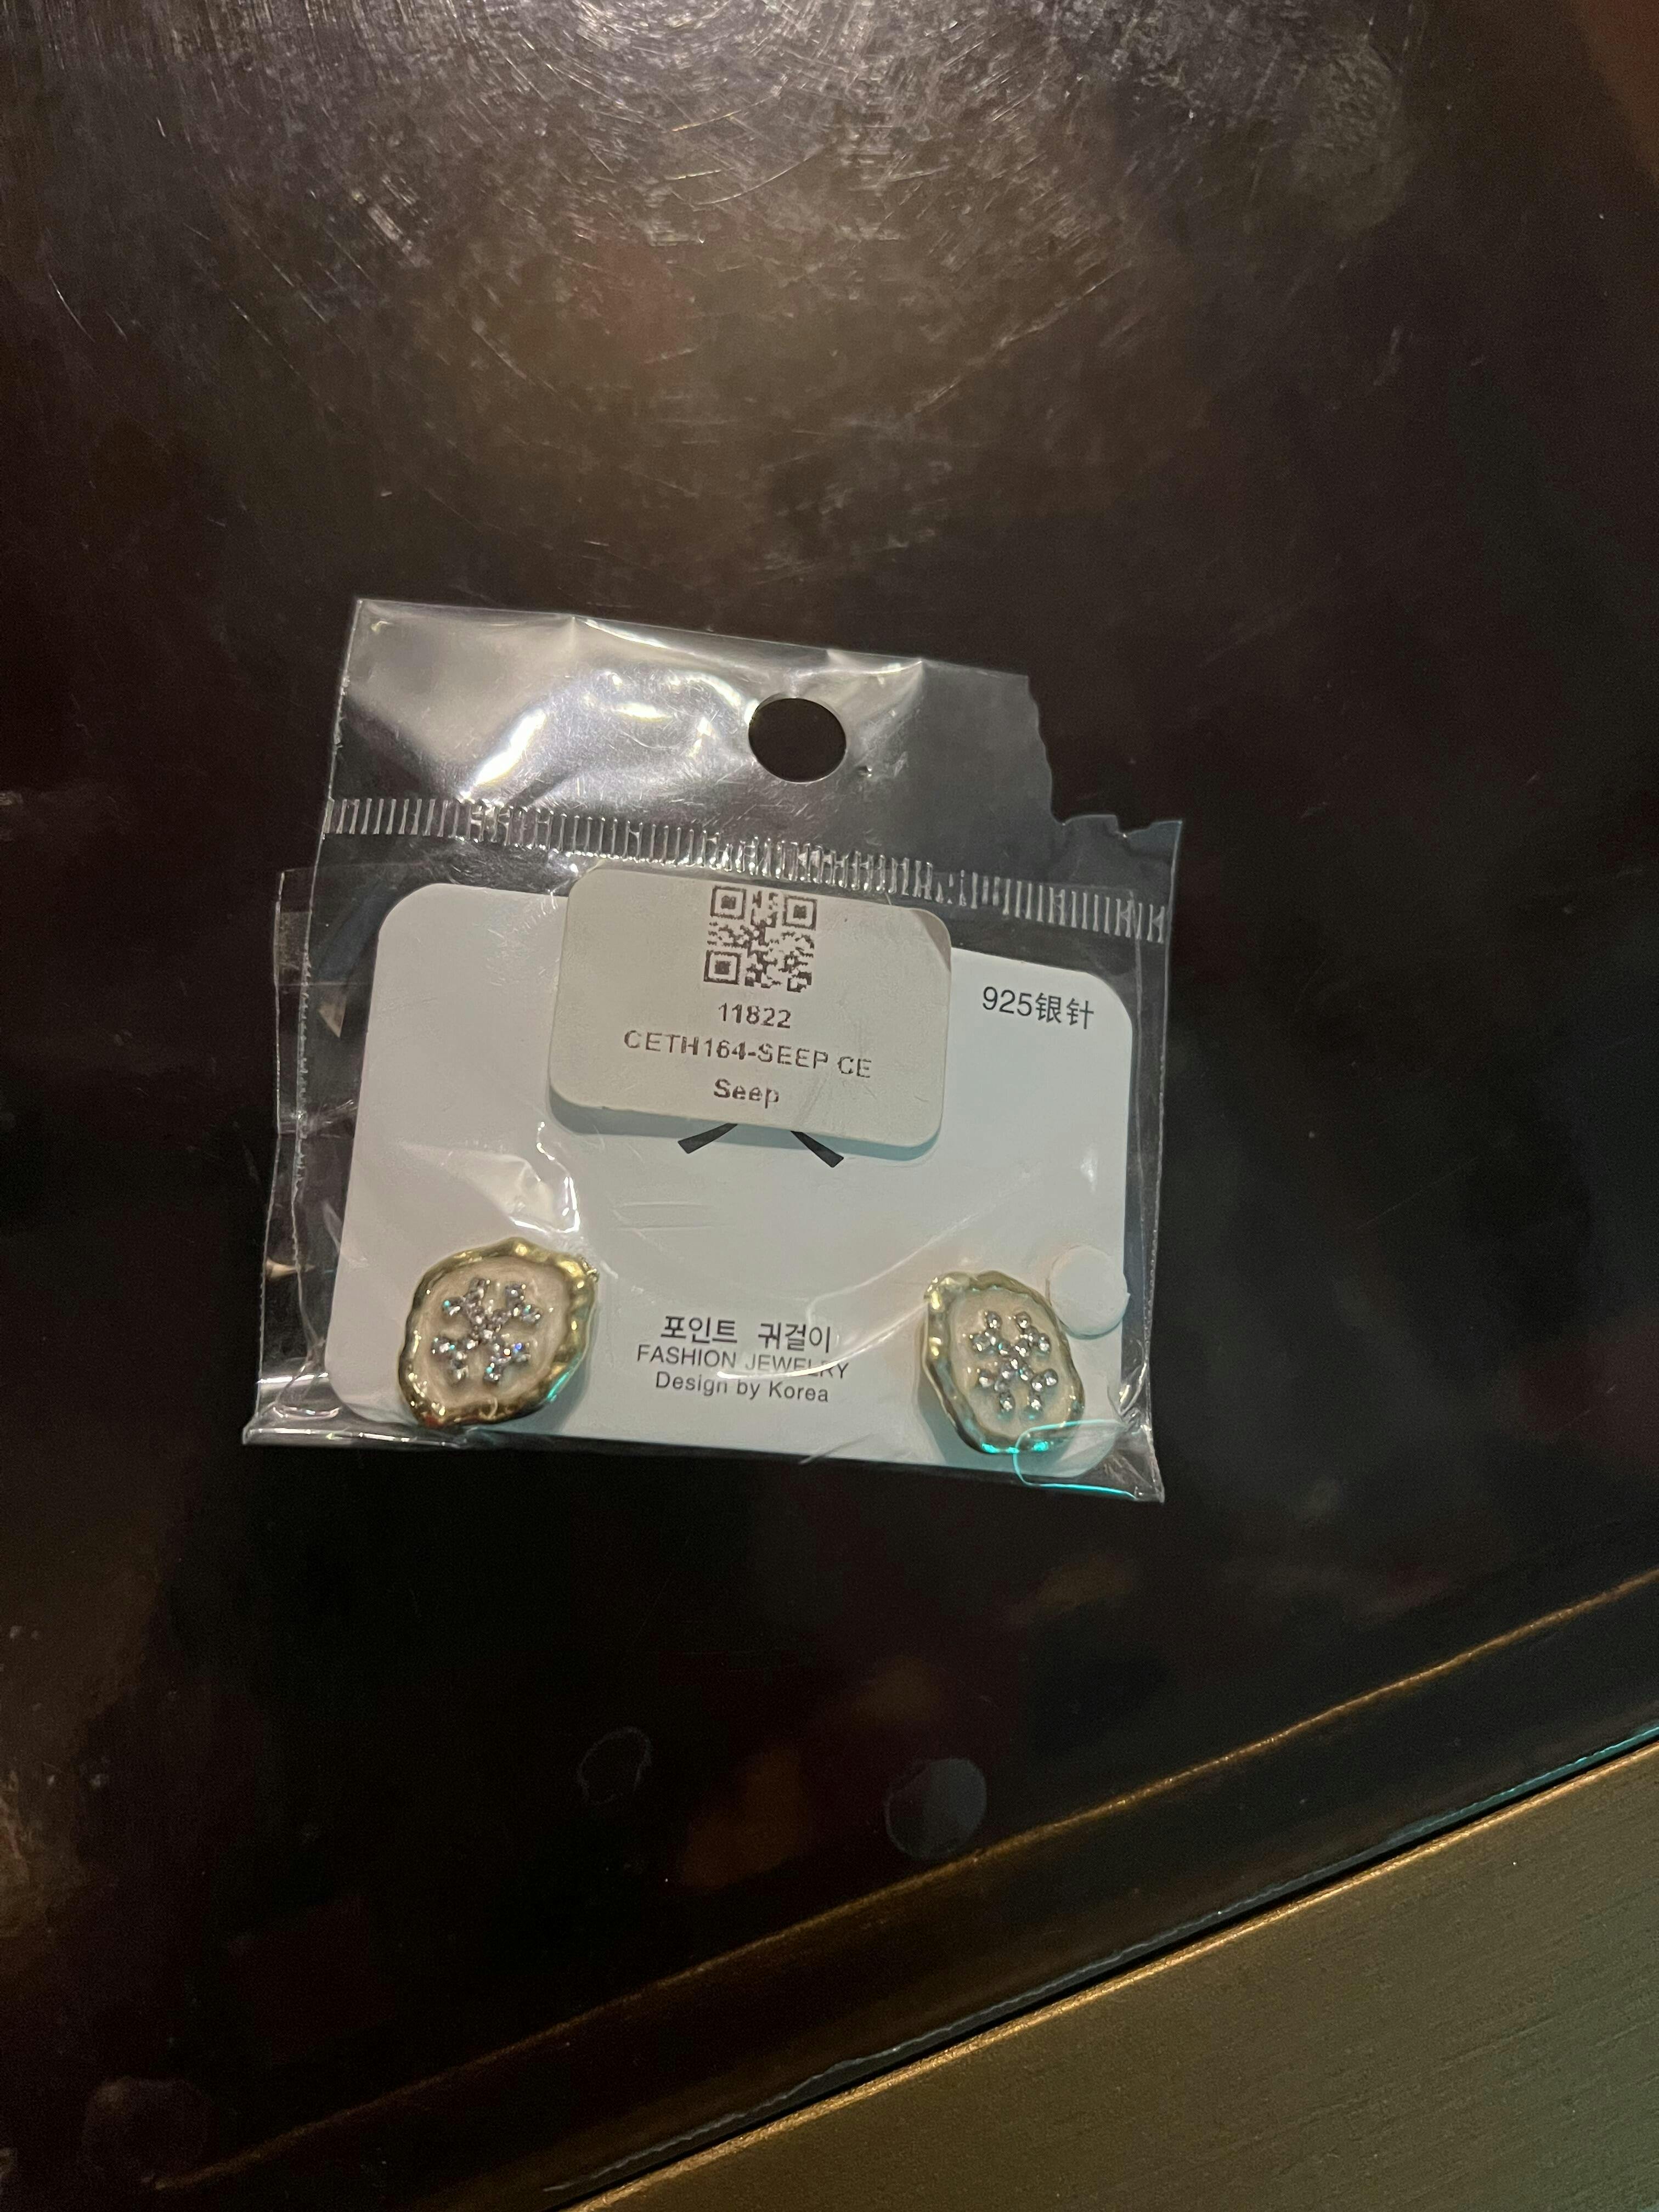 11822
CETH164-SEEP CE
Seep
925银针
포인트 귀걸이
FASHION JEWELRY
Design by Korea